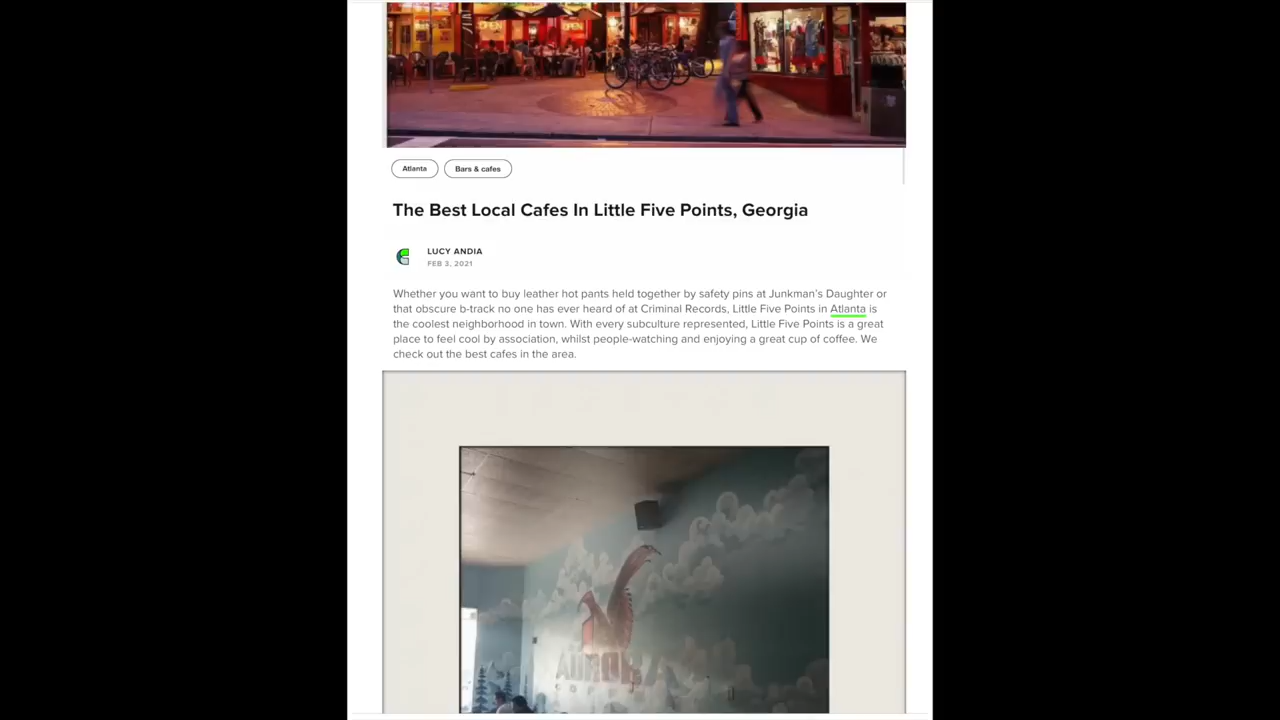 OPEN
OPEN
Atlanta
Bars & cafes
The Best Local Cafes In Little Five Points, Georgia
LUCY ANDIA
FEB 3, 2021
Whether you want to buy leather hot pants held together by safety pins at Junkman's Daughter or
that obscure b-track no one has ever heard of at Criminal Records, Little Five Points in Atlanta is
the coolest neighborhood in town. With every subculture represented, Little Five Points is a great
place to feel cool by association, whilst people-watching and enjoying a great cup of coffee. We
check out the best cafes in the area.
AURORA
COFFEE